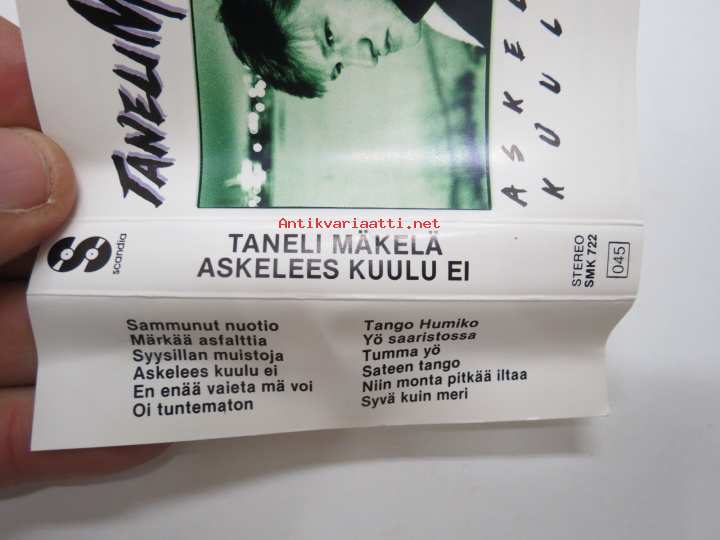 TANELI M
ASKEL
KUUL
Antikvariaatti.net
scandia
TANELI MÄKELÄ
ASKELEES KUULU EI
STEREO
SMK 722
045
Sammunut nuotio
Märkää asfalttia
Syysillan muistoja
Askelees kuulu ei
En enää vaieta mä voi
Oi tuntematon
Tango Humiko
Yö saaristossa
Tumma yö
Sateen tango
Niin monta pitkää iltaa
Syvä kuin meri